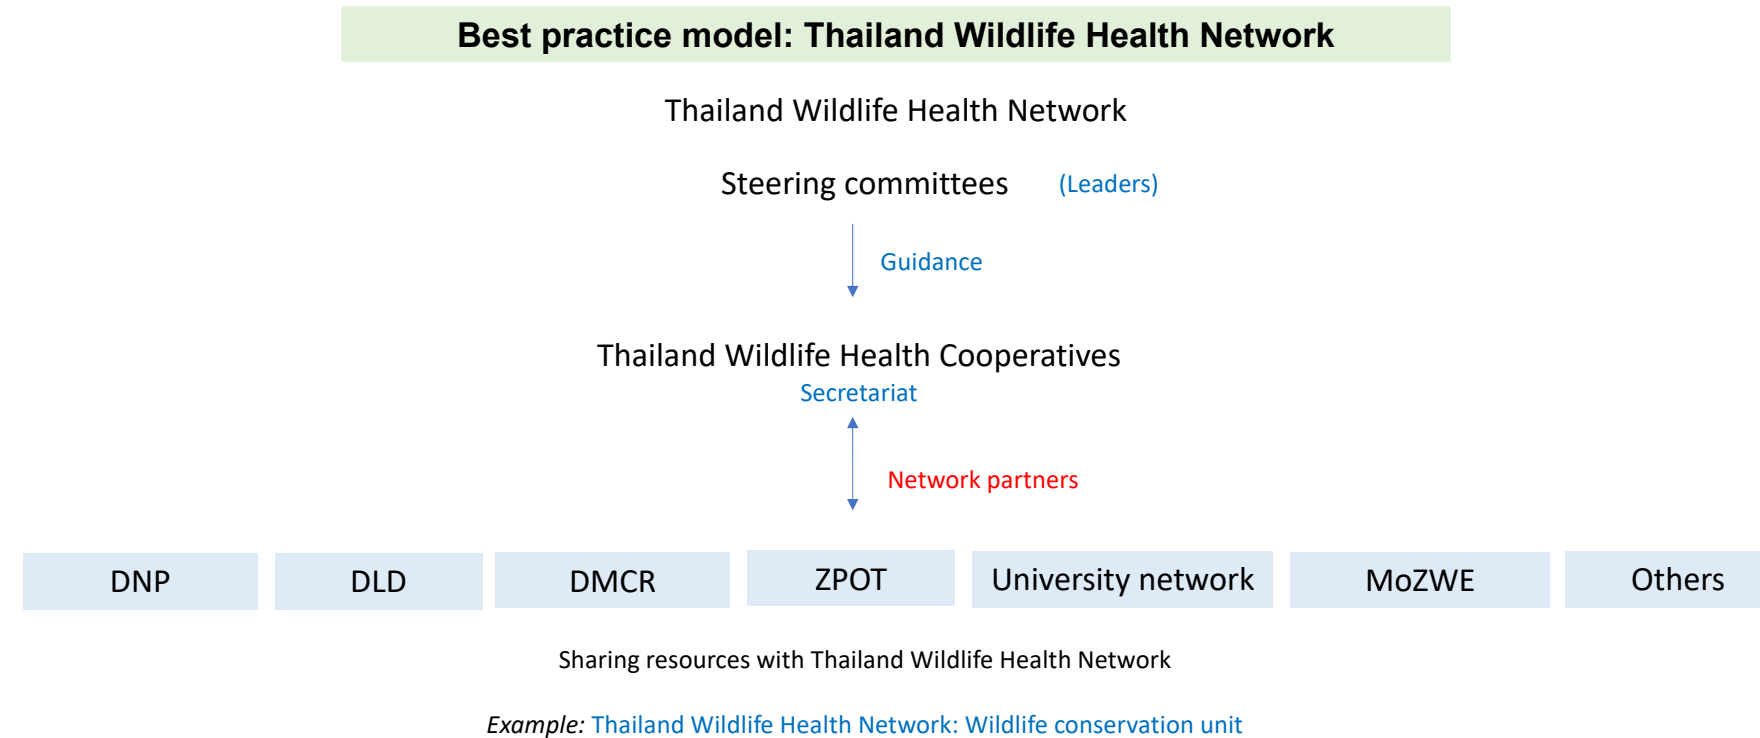 Best practice model: Thailand Wildlife Health Network
Thailand Wildlife Health Network
Steering committees (Leaders)
Guidance
Thailand Wildlife Health Cooperatives
Secretariat
Network partners
DNP DLD DMCR ZPOT University network MoZWE Others
Sharing resources with Thailand Wildlife Health Network
Example: Thailand Wildlife Health Network: Wildlife conservation unit